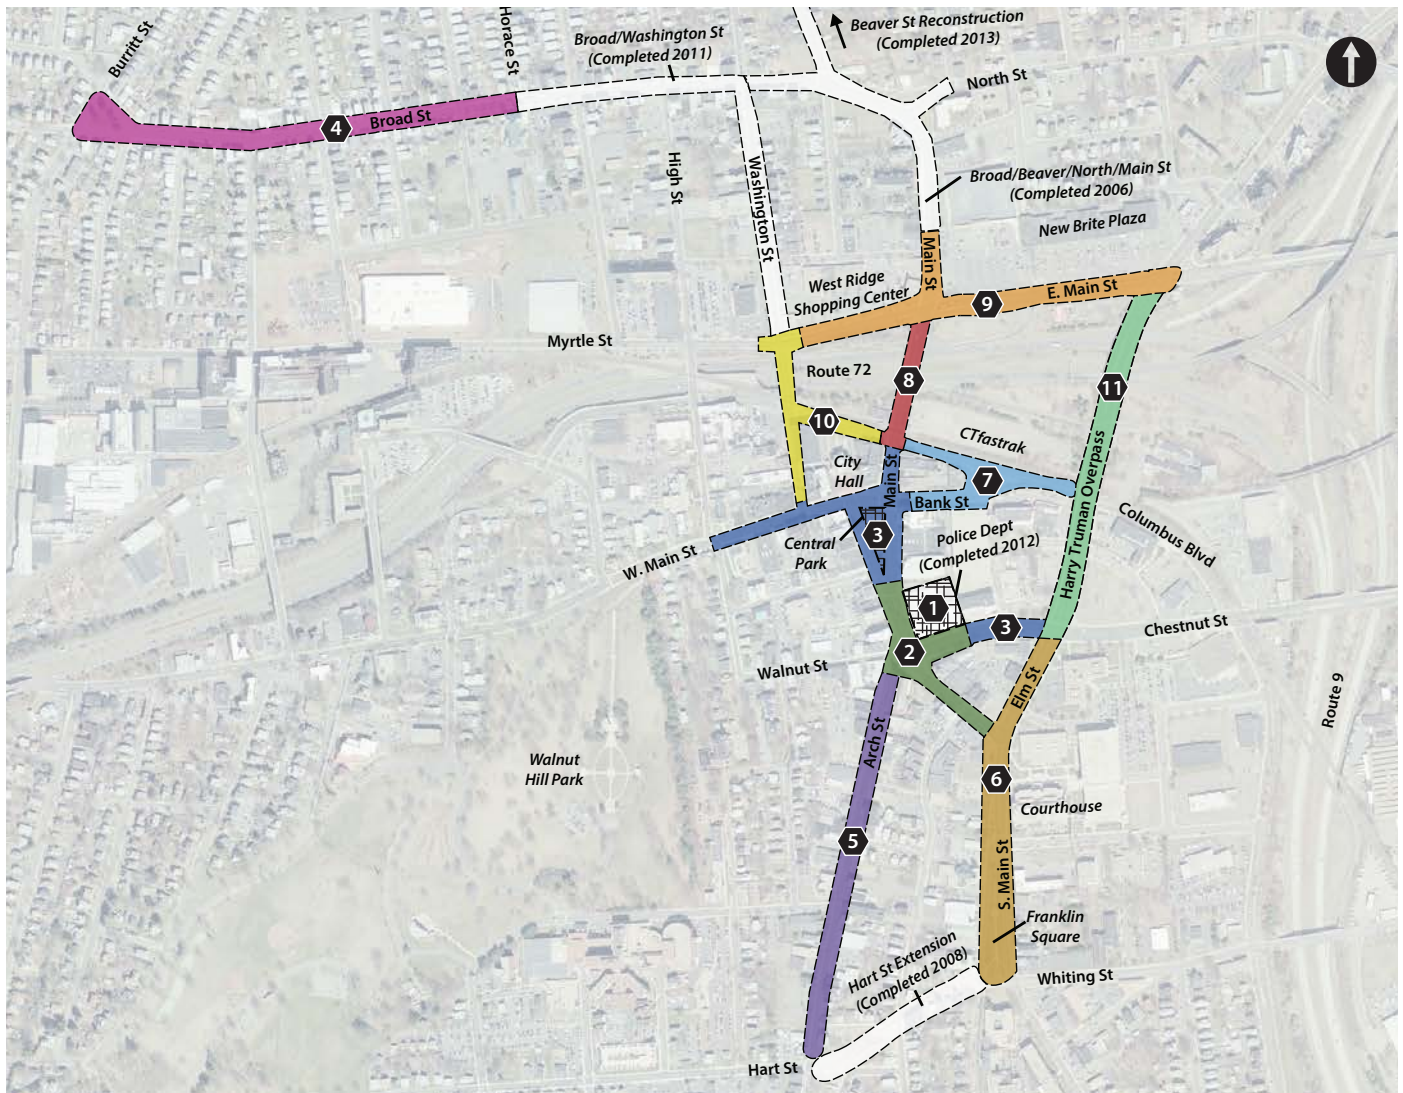 Burritt St
Horace St
Broad/Washington St
(Completed 2011)
Beaver St Reconstruction
(Completed 2013)
North St
4
Broad St
High St
Washington St
Broad/Beaver/North/Main St
(Completed 2006)
New Brite Plaza
Main St
West Ridge
Shopping Center
9
E. Main St
Myrtle St
Route 72
8
11
10
CTfastrak
City
Hall
Main St
7
Bank St
Harry Truman Overpass
Columbus Blvd
3
Central
Park
Police Dept
(Completed 2012)
W. Main St
1
3
Chestnut St
2
Walnut St
Elm St
Route 9
Arch St
Walnut
Hill Park
6
Courthouse
5
S. Main St
Franklin
Square
Hart St Extension
(Completed 2008)
Whiting St
Hart St